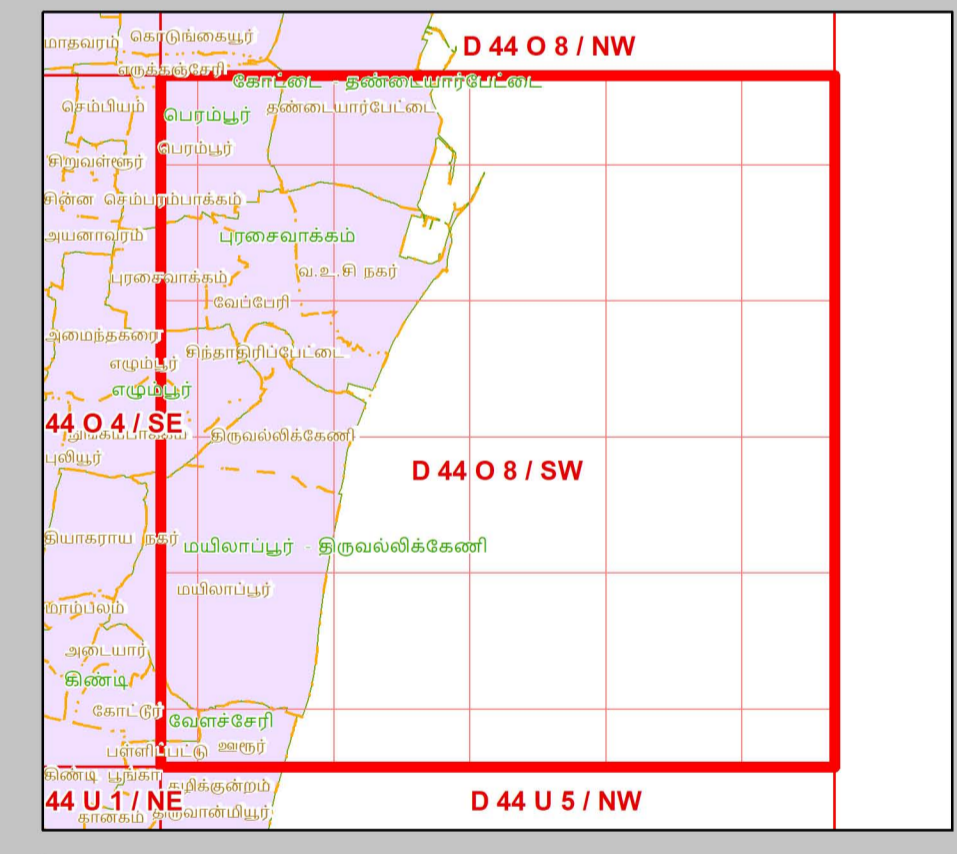 மாதவரம்
கொடுங்கையூர்
D 44 O 8 / NW
எருக்கஞ்சேரி
கோட்டை - தண்டையார்பேட்டை
செம்பியம்
பெரம்பூர்
தண்டையார்பேட்டை
சிறுவள்ளூர்
பெரம்பூர்
சின்ன செம்பரம்பாக்கம்
அயனாவரம்
புரசைவாக்கம்
புரசைவாக்கம்
வ.உ.சி நகர்
வேப்பேரி
அமைந்தகரை
எழும்பூர்
சிந்தாதிரிப்பேட்டை
எழும்பூர்
44 O 4 / SE
திருவல்லிக்கேணி
புலியூர்
D 44 O 8 / SW
தியாகராய நகர்
மயிலாப்பூர் - திருவல்லிக்கேணி
மயிலாப்பூர்
மாம்பலம்
அடையார்
கிண்டி
கோட்டூர்
வேளச்சேரி
பள்ளிப்பட்டு
ஊரூர்
கிண்டி பூங்கா
44 U 1 / NE
D 44 U 5 / NW
கானகம்
திருவான்மியூர்